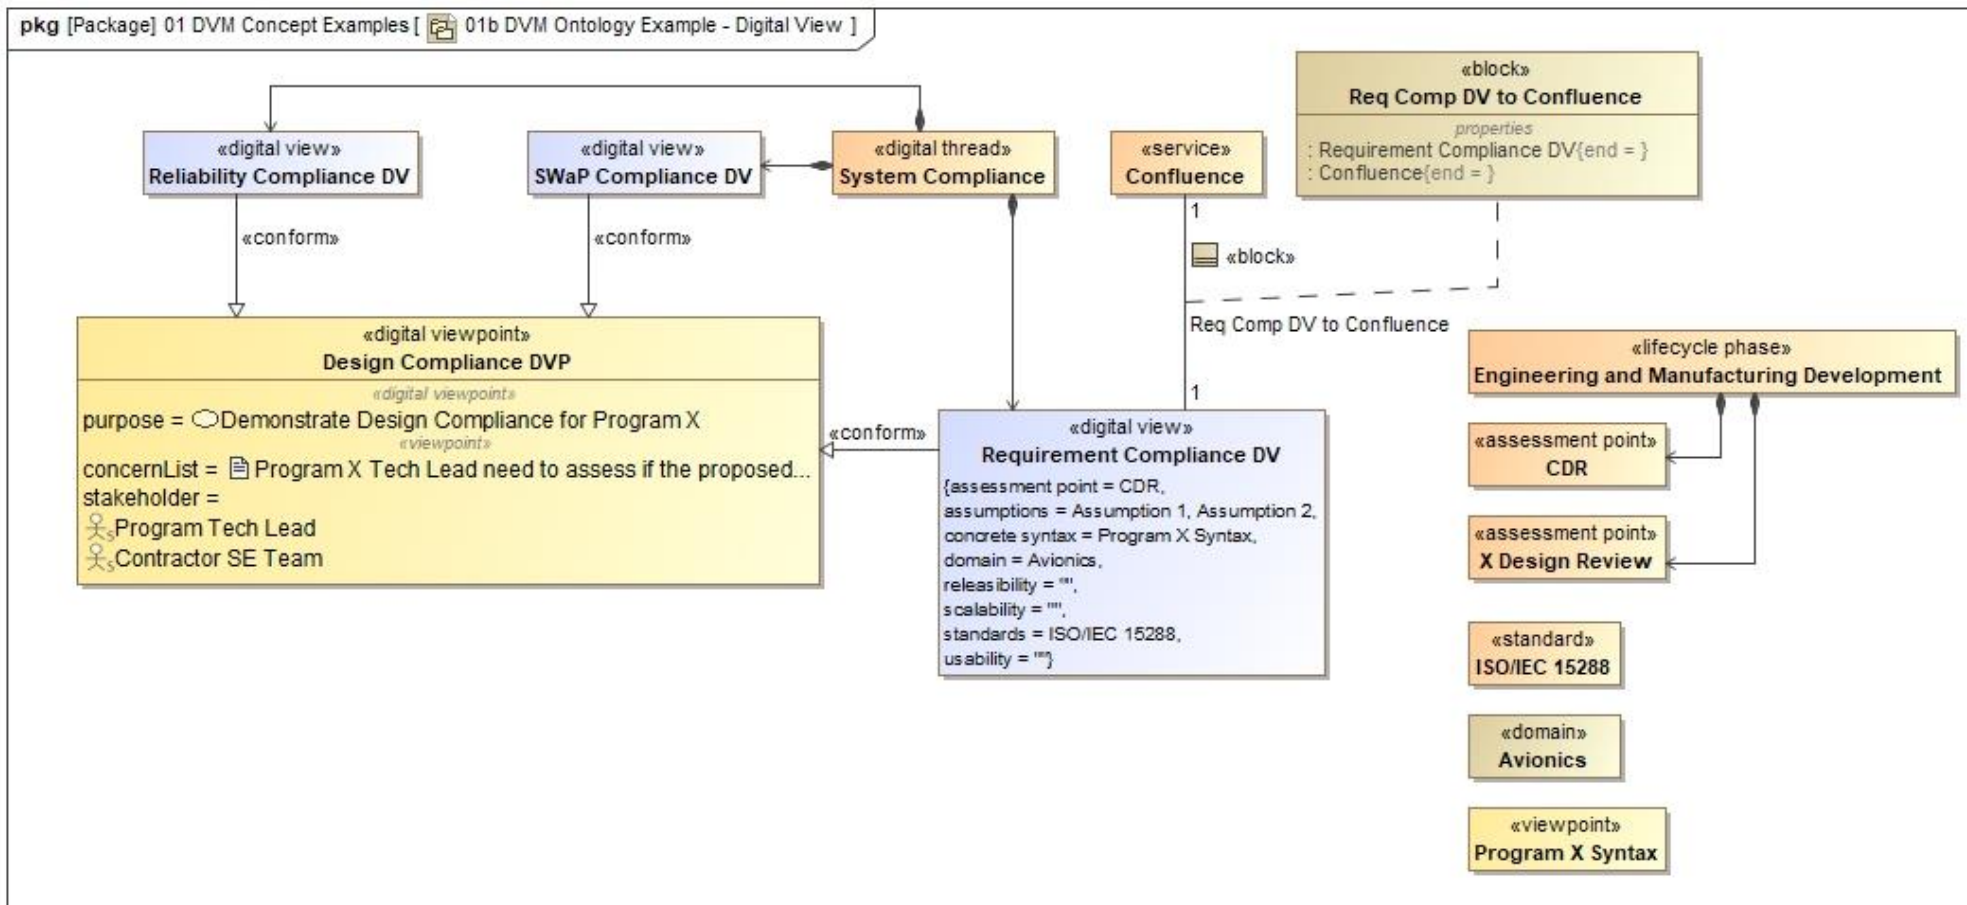 pkg [Package] 01 DVM Concept Examples [ 01b DVM Ontology Example - Digital View ]
«digital view»
Reliability Compliance DV
«digital view»
SWaP Compliance DV
«digital thread»
System Compliance
«service»
Confluence
«block»
Req Comp DV to Confluence
properties
: Requirement Compliance DV{end = }
: Confluence{end = }
«conform»
«conform»
1
«block»
Req Comp DV to Confluence
1
«digital viewpoint»
Design Compliance DVP
«digital viewpoint»
purpose = Demonstrate Design Compliance for Program X
«viewpoint»
concernList = Program X Tech Lead need to assess if the proposed...
stakeholder =
S Program Tech Lead
S Contractor SE Team
«conform»
«digital view»
Requirement Compliance DV
{assessment point = CDR,
assumptions = Assumption 1, Assumption 2,
concrete syntax = Program X Syntax,
domain = Avionics,
releasibility = "",
scalability = "",
standards = ISO/IEC 15288,
usability = ""}
«lifecycle phase»
Engineering and Manufacturing Development
«assessment point»
CDR
«assessment point»
X Design Review
«standard»
ISO/IEC 15288
«domain»
Avionics
«viewpoint»
Program X Syntax